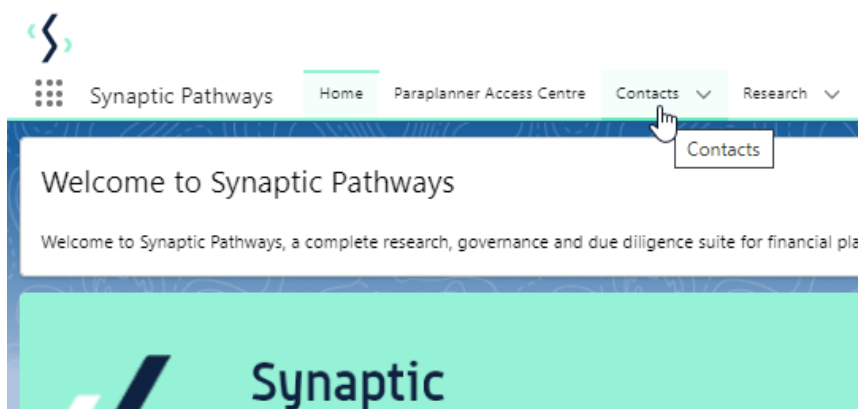 Synaptic Pathways Home Paraplanner Access Centre Contacts Research
Contacts
Welcome to Synaptic Pathways
Welcome to Synaptic Pathways, a complete research, governance and due diligence suite for financial pla
Synaptic